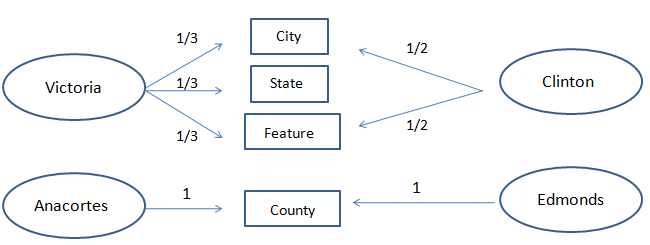 City
1/3
1/2
Victoria
1/3
State
Clinton
1/3
Feature
1/2
Anacortes
1
County
1
Edmonds